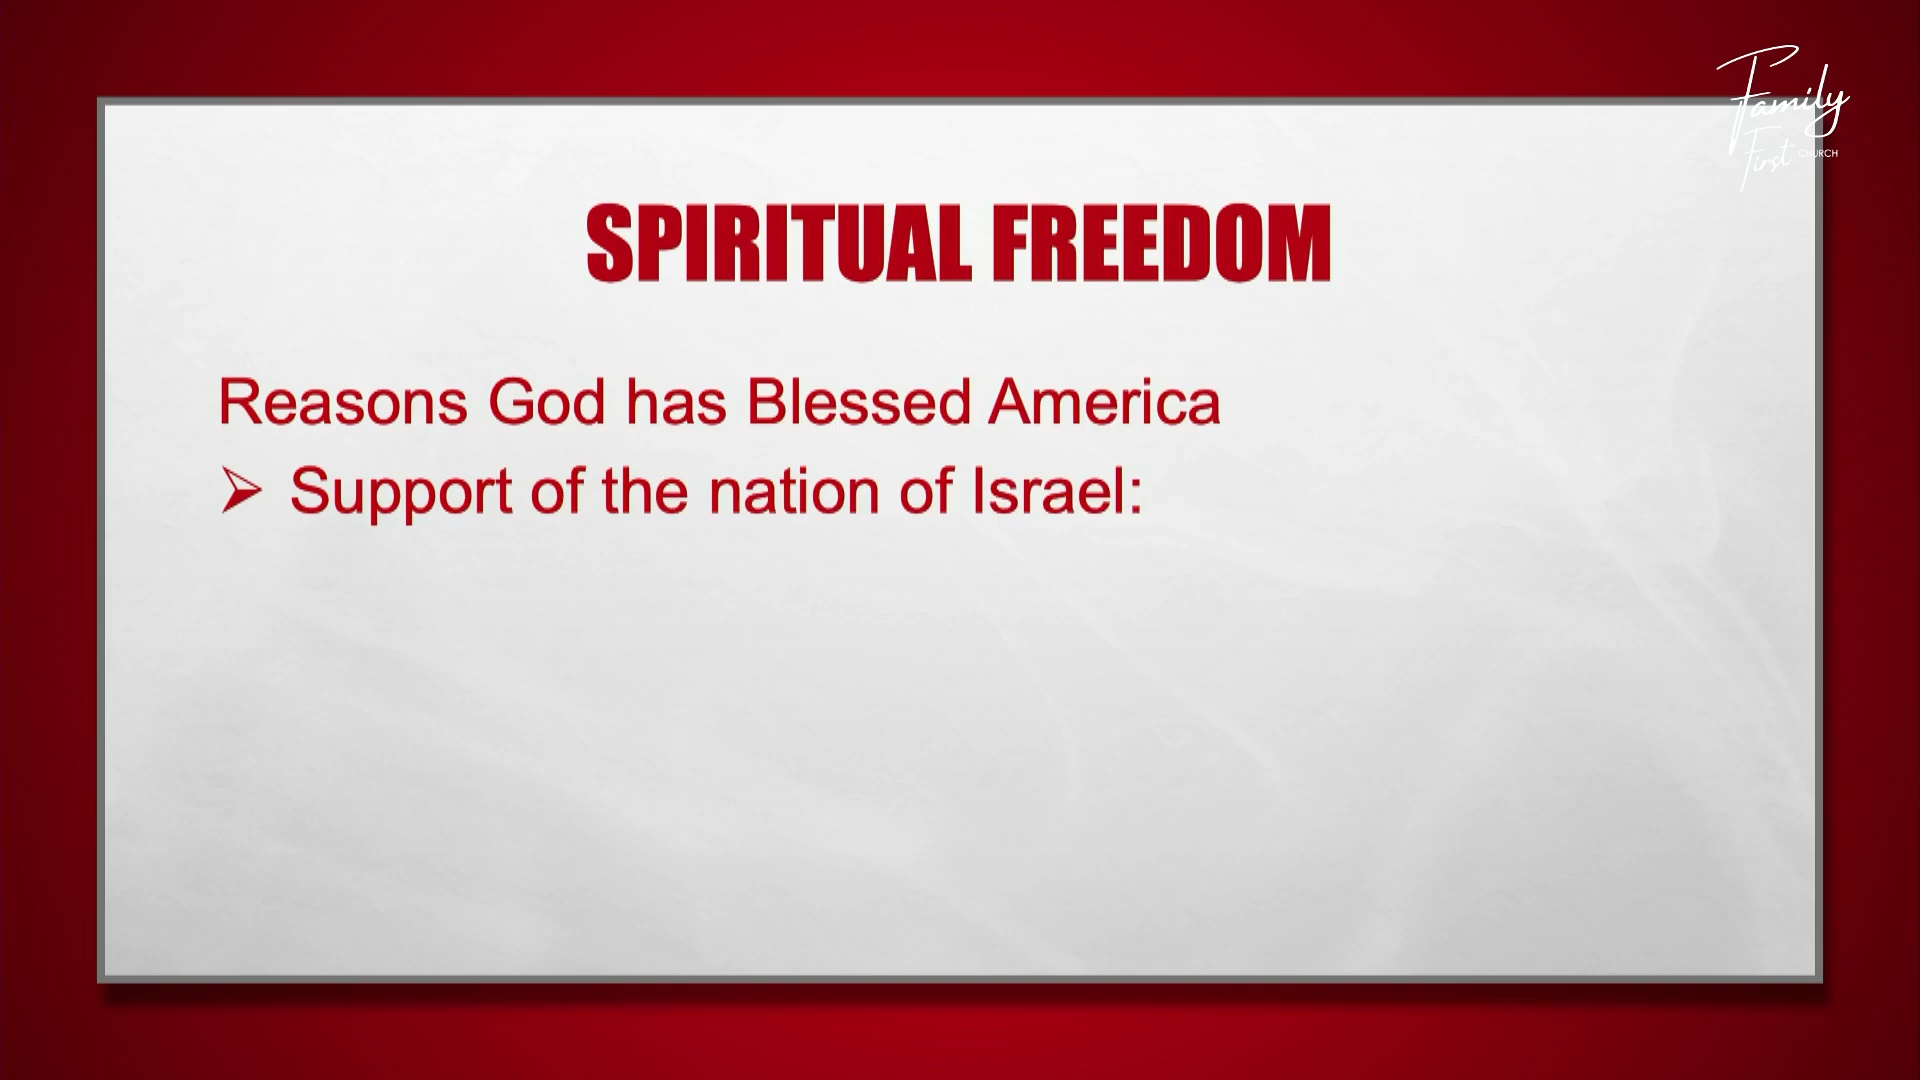 Family
First CHURCH
SPIRITUAL FREEDOM
Reasons God has Blessed America
➢ Support of the nation of Israel: